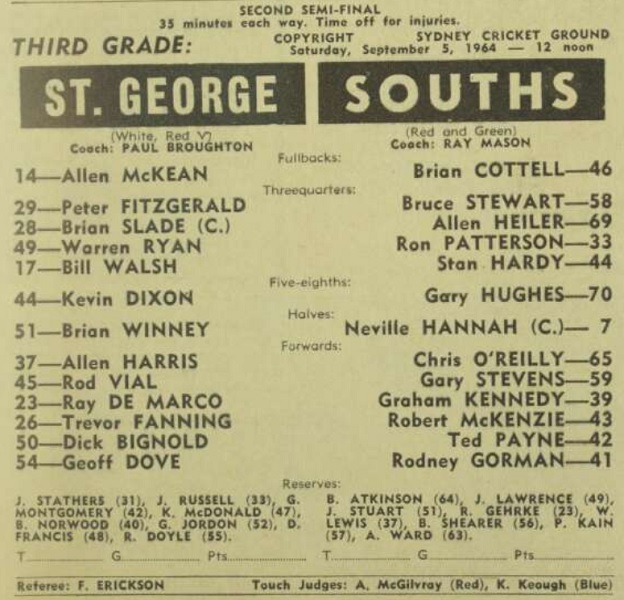 SECOND SEMI-FINAL
35 minutes each way. Time off for injuries.
THIRD GRADE:
COPYRIGHT SYDNEY CRICKET GROUND
Saturday, September 5, 1964 — 12 noon
ST. GEORGE SOUTHS
(White, Red V) (Red and Green)
Coach: PAUL BROUGHTON Coach: RAY MASON
Fullbacks:
14—Allen McKEAN Brian COTTELL—46
Threequarters:
29—Peter FITZGERALD Bruce STEWART—58
28—Brian SLADE (C.) Allen HEILER—69
49—Warren RYAN Ron PATTERSON—33
17—Bill WALSH Stan HARDY—44
Five-eighths:
44—Kevin DIXON Gary HUGHES—70
Halves:
51—Brian WINNEY Neville HANNAH (C.)— 7
Forwards:
37—Allen HARRIS Chris O'REILLY—65
45—Rod VIAL Gary STEVENS—59
23—Ray DE MARCO Graham KENNEDY—39
26—Trevor FANNING Robert McKENZIE—43
50—Dick BIGNOLD Ted PAYNE—42
54—Geoff DOVE Rodney GORMAN—41
Reserves:
J. STATHERS (31), J. RUSSELL (33), G. B. ATKINSON (64), J. LAWRENCE (49),
MONTGOMERY (42), K. McDONALD (47), J. STUART (51), R. GEHRKE (23), W.
B. NORWOOD (40), G. JORDON (52), D. LEWIS (37), B. SHEARER (56), P. KAIN
FRANCIS (48), R. DOYLE (55). (57), A. WARD (63).
T G Pts T G Pts
Referee: F. ERICKSON Touch Judges: A. McGilvray (Red), K. Keough (Blue)